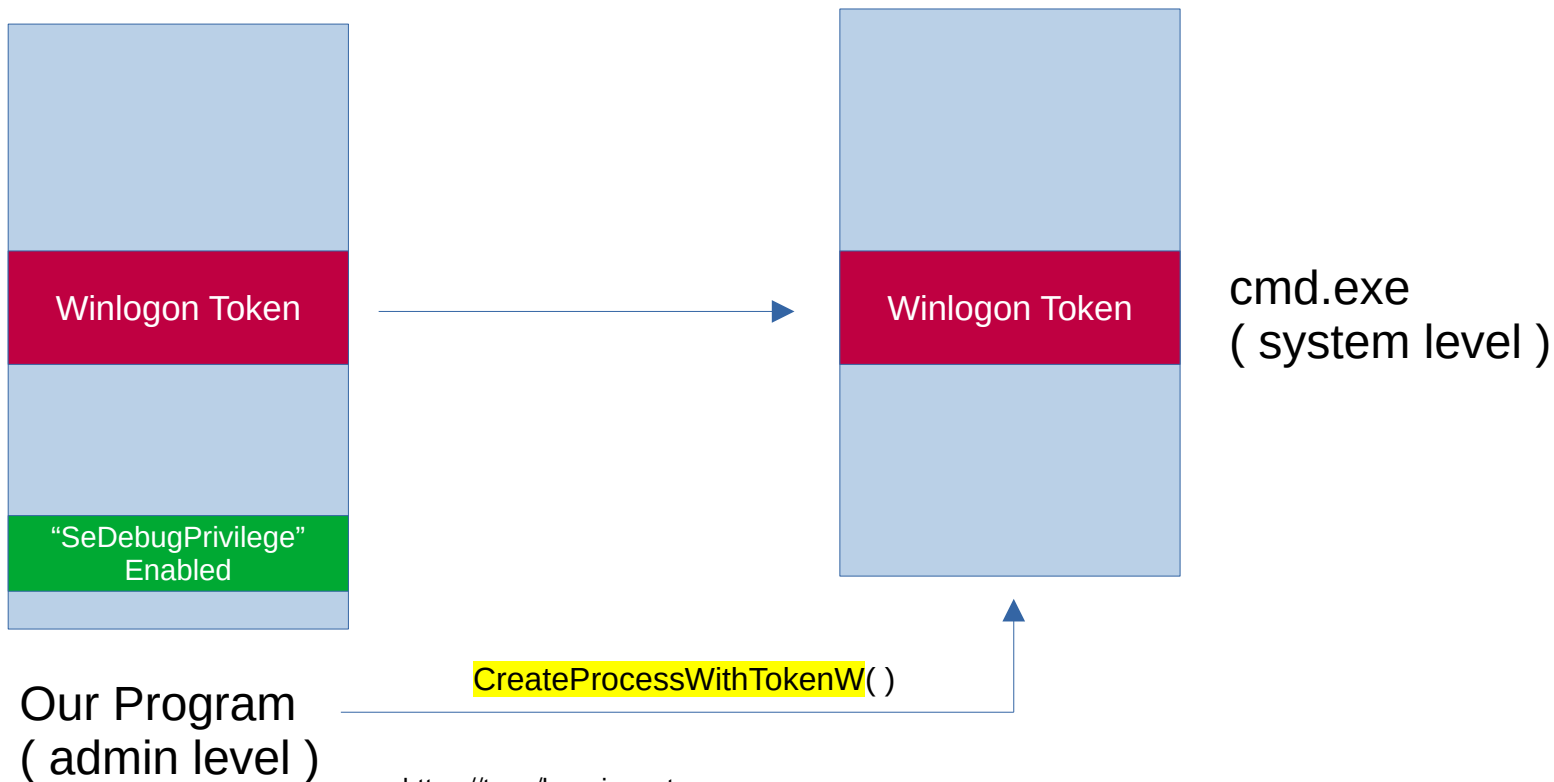 Winlogon Token
Winlogon Token
cmd.exe
( system level )
“SeDebugPrivilege”
Enabled
CreateProcessWithTokenW( )
Our Program
( admin level )